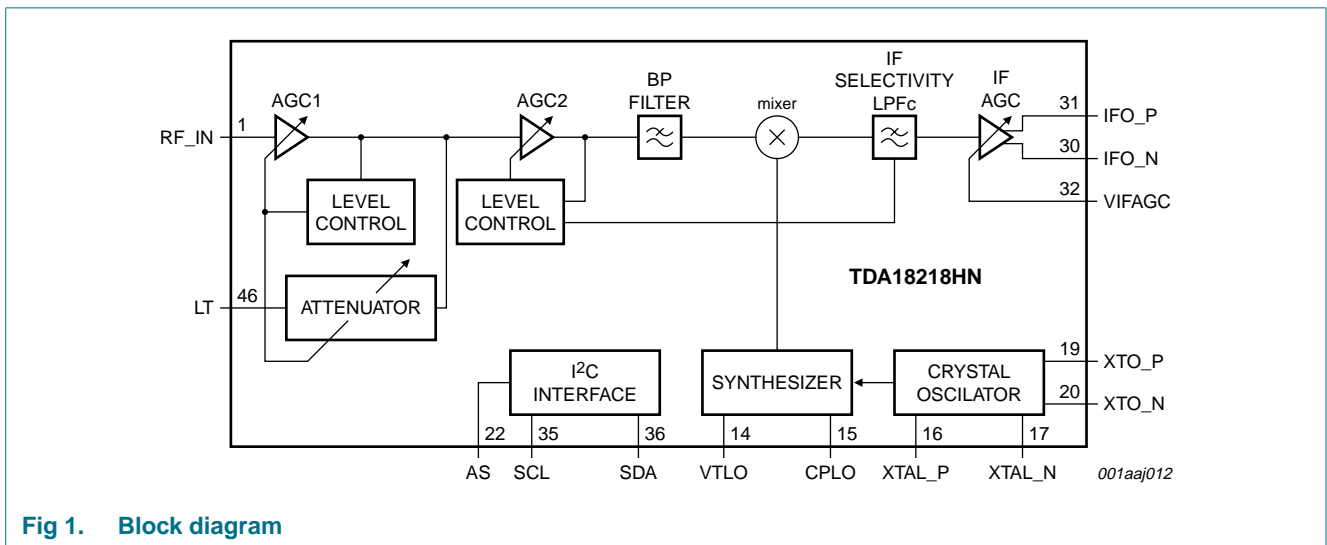 BP
FILTER
IF
SELECTIVITY
LPFc
IF
AGC
AGC1
AGC2
mixer
31
IFO_P
RF_IN
1
30
IFO_N
32
VIFAGC
LEVEL
CONTROL
LEVEL
CONTROL
TDA18218HN
LT
46
ATTENUATOR
I2C
INTERFACE
SYNTHESIZER
CRYSTAL
OSCILATOR
19
XTO_P
20
XTO_N
22
35
36
14
15
16
17
AS
SCL
SDA
VTLO
CPLO
XTAL_P
XTAL_N
001aaj012
Fig 1. Block diagram